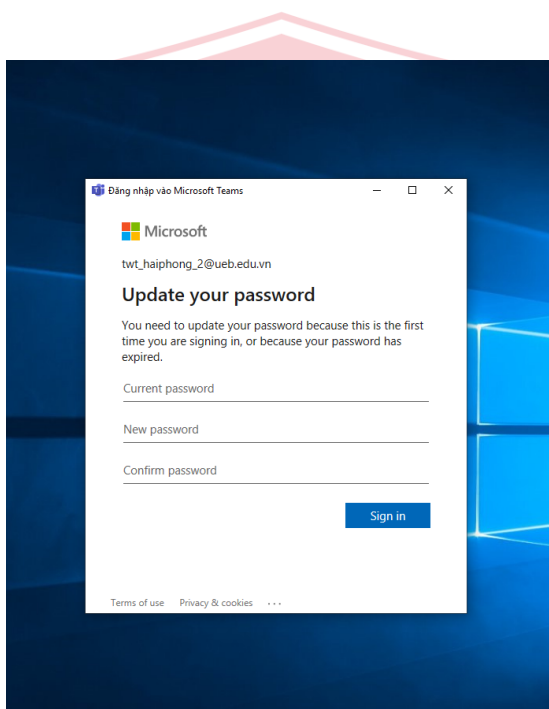 Đăng nhập vào Microsoft Teams
Microsoft
twt_haiphong_2@ueb.edu.vn
Update your password
You need to update your password because this is the first
time you are signing in, or because your password has
expired.
Current password
New password
Confirm password
Sign in
Terms of use Privacy & cookies ...